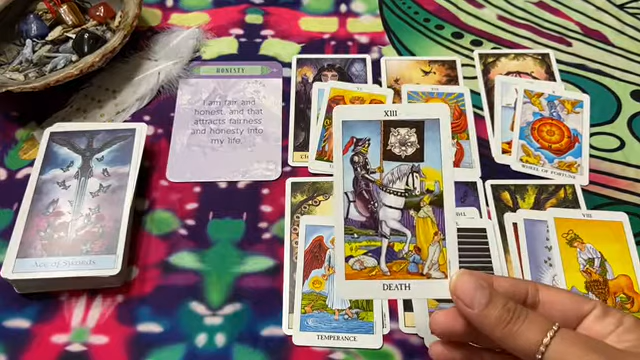 HONESTY
I am fair and
honest, and that
attracts fairness
and honesty into
my life.
XIII
DEATH
WHEEL OF FORTUNE
VIII
TEMPERANCE
Ace of Swords